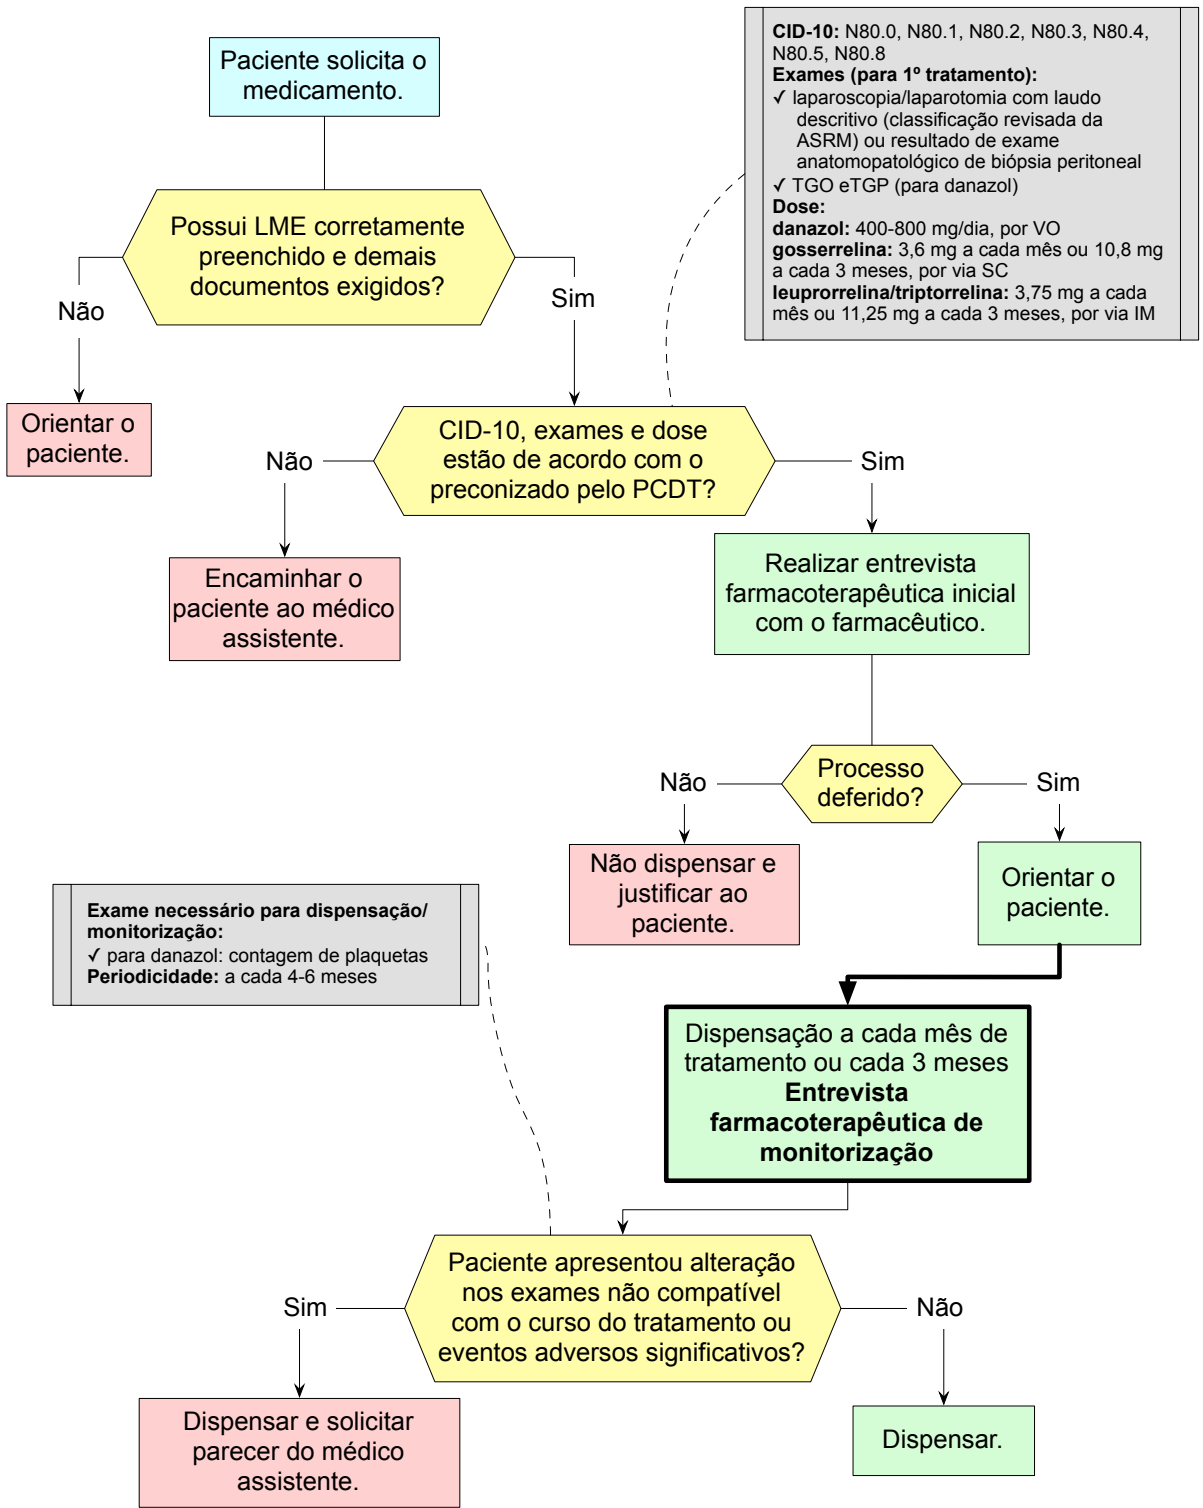 Paciente solicita o
medicamento.
CID-10: N80.0, N80.1, N80.2, N80.3, N80.4,
N80.5, N80.8
Exames (para 1º tratamento):
✓ laparoscopia/laparotomia com laudo
descritivo (classificação revisada da
ASRM) ou resultado de exame
anatomopatológico de biópsia peritoneal
✓ TGO eTGP (para danazol)
Dose:
danazol: 400-800 mg/dia, por VO
gosserrelina: 3,6 mg a cada mês ou 10,8 mg
a cada 3 meses, por via SC
leuprorrelina/triptorrelina: 3,75 mg a cada
mês ou 11,25 mg a cada 3 meses, por via IM
Possui LME corretamente
preenchido e demais
documentos exigidos?
Não
Sim
Orientar o
paciente.
CID-10, exames e dose
estão de acordo com o
preconizado pelo PCDT?
Não
Sim
Encaminhar o
paciente ao médico
assistente.
Realizar entrevista
farmacoterapêutica inicial
com o farmacêutico.
Processo
deferido?
Não
Sim
Não dispensar e
justificar ao
paciente.
Orientar o
paciente.
Exame necessário para dispensação/
monitorização:
✓ para danazol: contagem de plaquetas
Periodicidade: a cada 4-6 meses
Dispensação a cada mês de
tratamento ou cada 3 meses
Entrevista
farmacoterapêutica de
monitorização
Paciente apresentou alteração
nos exames não compatível
com o curso do tratamento ou
eventos adversos significativos?
Sim
Não
Dispensar e solicitar
parecer do médico
assistente.
Dispensar.